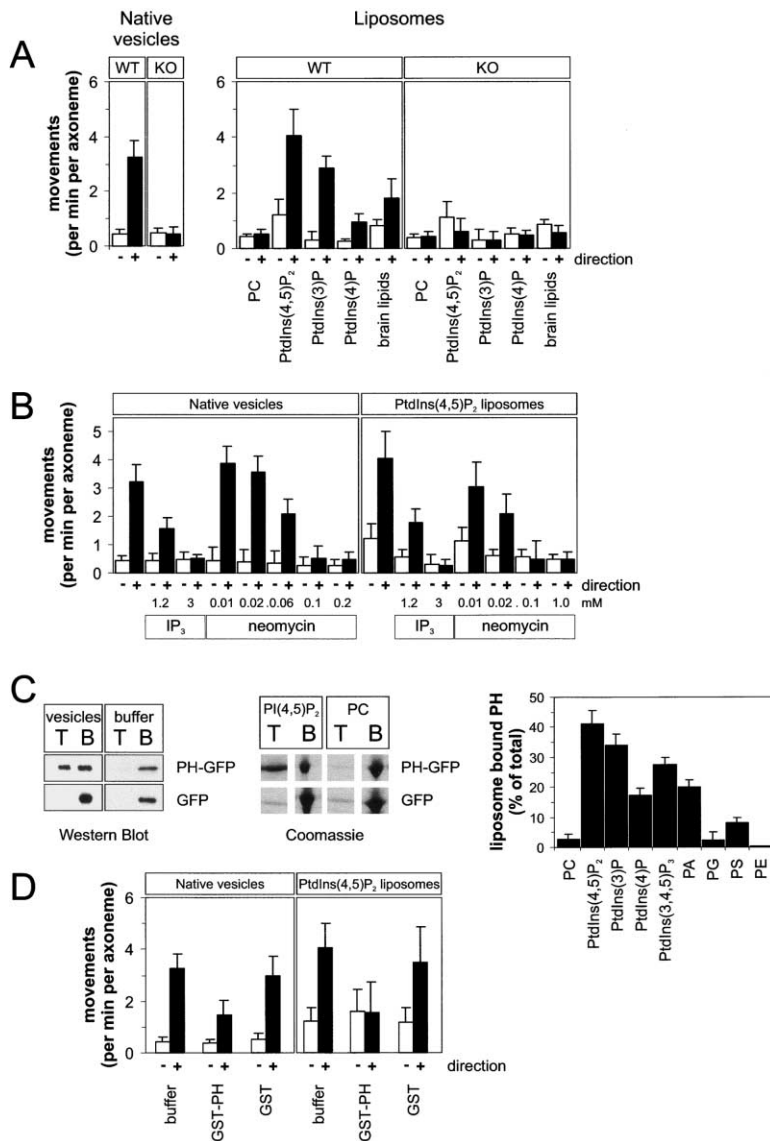 Native vesicles
Liposomes
A
WT KO
WT
KO
movements
(per min per axoneme)
6
4
2
0
- + - +
- + - + - + - + - + - + - + - + - + - + direction
PC
PtdIns(4,5)P₂
PtdIns(3)P
PtdIns(4)P
brain lipids
PC
PtdIns(4,5)P₂
PtdIns(3)P
PtdIns(4)P
brain lipids
B
Native vesicles
PtdIns(4,5)P₂ liposomes
movements
(per min per axoneme)
5
4
3
2
1
0
- + - + - + - + - + - + - + - + - + - + - + - + - + - + - + direction
1.2 3 0.01 0.02 0.06 0.1 0.2 1.2 3 0.01 0.02 0.1 1.0 mM
IP₃ neomycin IP₃ neomycin
C
vesicles buffer
T B T B
PH-GFP
GFP
Western Blot
PI(4,5)P₂ PC
T B T B
PH-GFP
GFP
Coomassie
liposome bound PH
(% of total)
50
40
30
20
10
0
PC
PtdIns(4,5)P₂
PtdIns(3)P
PtdIns(4)P
PtdIns(3,4,5)P₃
PA
PG
PS
PE
D
Native vesicles
PtdIns(4,5)P₂ liposomes
movements
(per min per axoneme)
6
4
2
0
- + - + - + - + - + - + direction
buffer
GST-PH
GST
buffer
GST-PH
GST